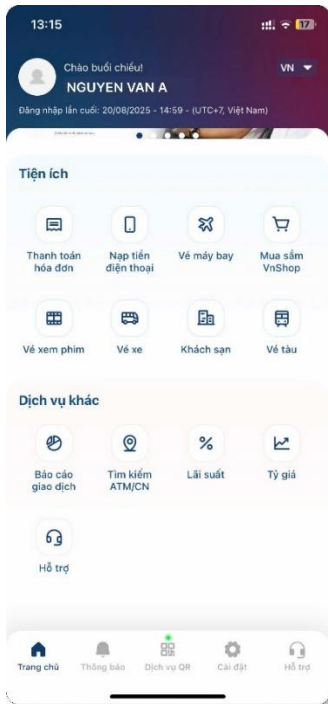 13:15
17
Chào buổi chiều!
VN
NGUYEN VAN A
Đăng nhập lần cuối: 20/08/2025 - 14:59 - (UTC+7, Việt Nam)
Tiện ích
Thanh toán
hóa đơn
Nạp tiền
điện thoại
Vé máy bay
Mua sắm
VnShop
Vé xem phim
Vé xe
Khách sạn
Vé tàu
Dịch vụ khác
Báo cáo
giao dịch
Tìm kiếm
ATM/CN
Lãi suất
Tỷ giá
Hỗ trợ
Trang chủ
Thông báo
Dịch vụ QR
Cài đặt
Hỗ trợ